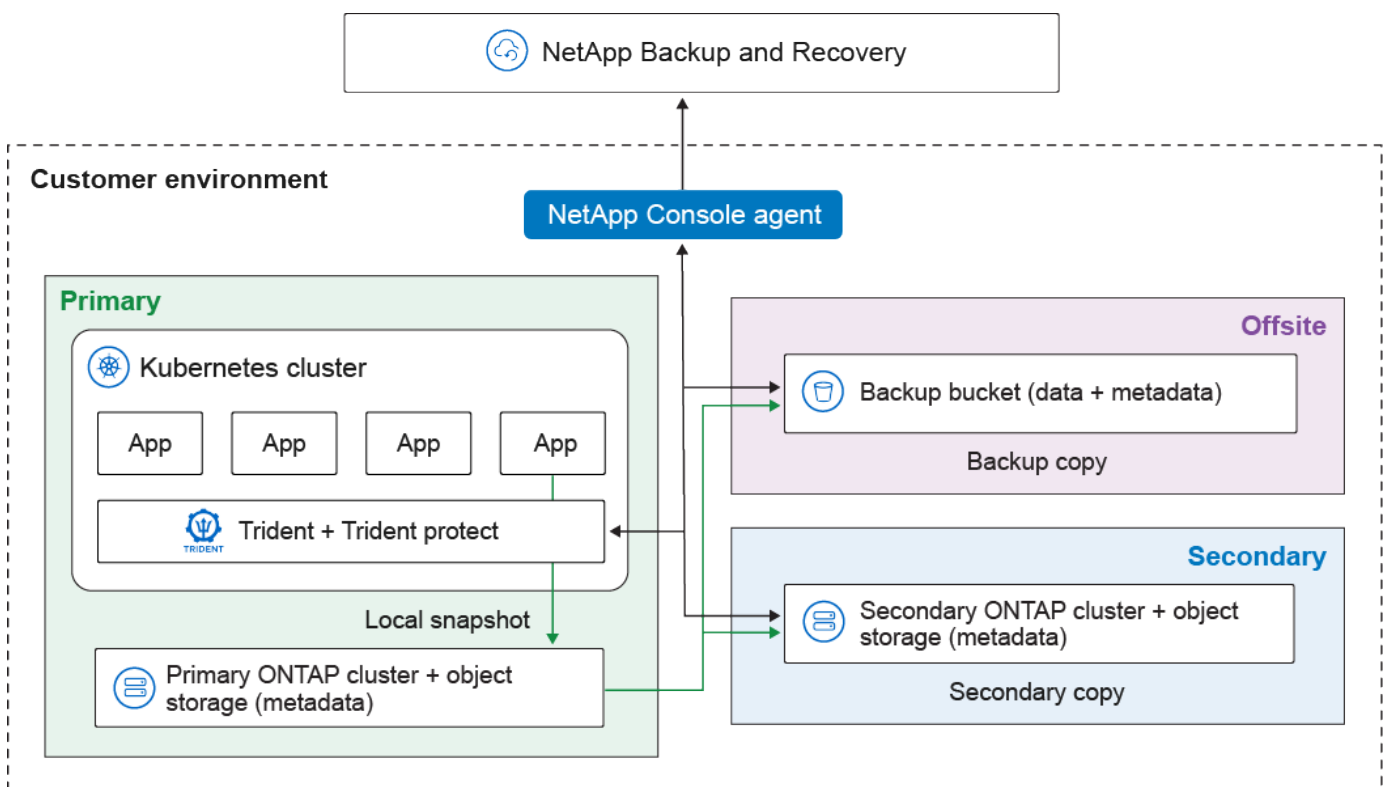 NetApp Backup and Recovery
Customer environment
NetApp Console agent
Primary
Kubernetes cluster
App
App
App
App
TRIDENT
Trident + Trident protect
Local snapshot
Primary ONTAP cluster + object
storage (metadata)
Offsite
Backup bucket (data + metadata)
Backup copy
Secondary
Secondary ONTAP cluster + object
storage (metadata)
Secondary copy